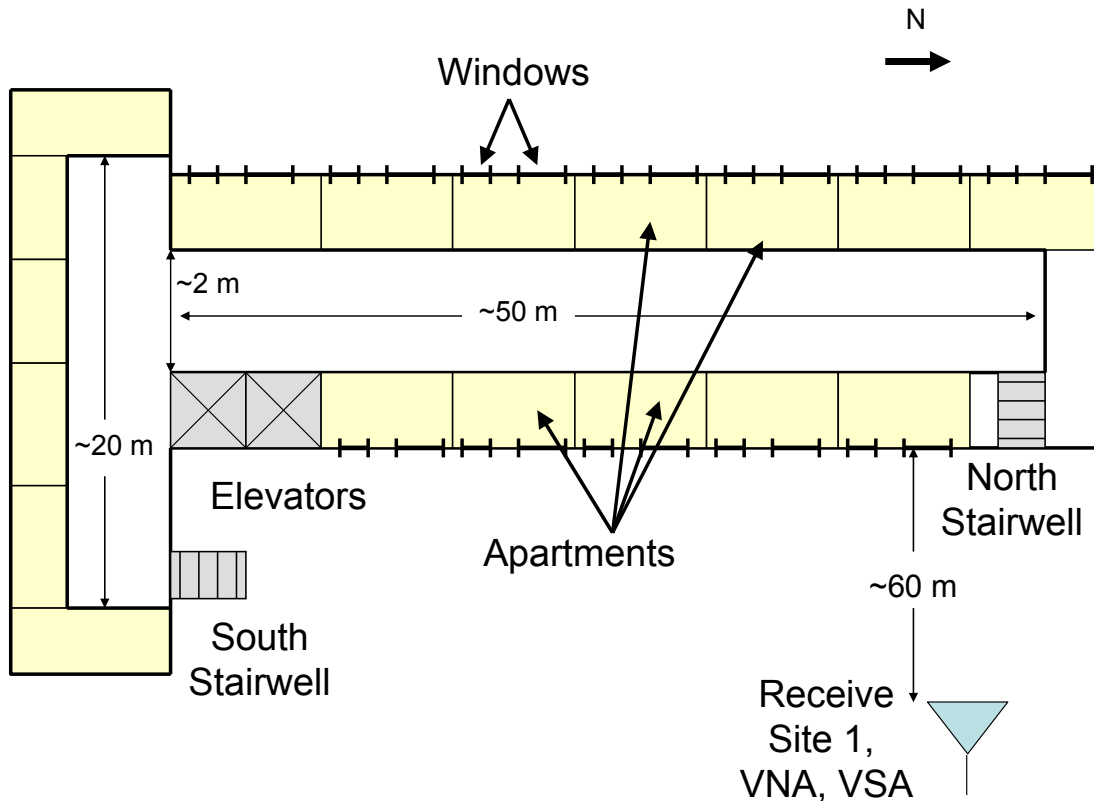 N
Windows
~2 m
~50 m
~20 m
Elevators
North
Stairwell
Apartments
~60 m
South
Stairwell
Receive
Site 1,
VNA, VSA